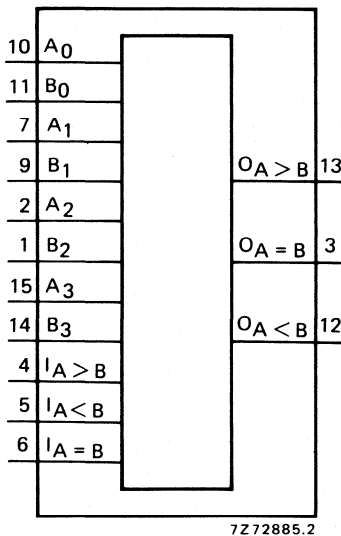 10 A0
11 B0
7 A1
9 B1
OA > B 13
2 A2
1 B2
OA = B 3
15 A3
14 B3
OA < B 12
4 IA > B
5 IA < B
6 IA = B
7Z72885.2